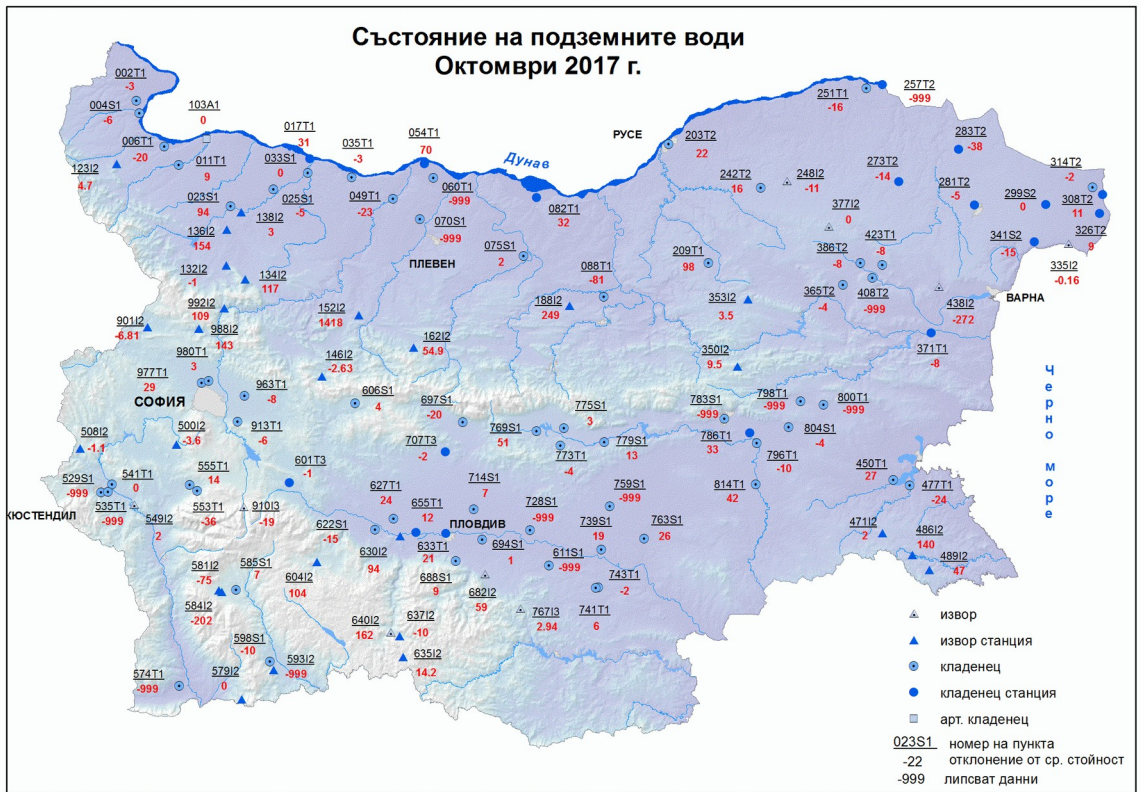 Състояние на подземните води
Октомври 2017 г.
002T1
-3
004S1
-6
103A1
0
006T1
-20
011T1
9
123I2
4.7
017T1
31
033S1
0
035T1
-3
054T1
70
Дунав
060T1
-999
049T1
-23
023S1
94
025S1
-5
138I2
3
136I2
154
070S1
-999
ПЛЕВЕН
075S1
2
082T1
32
РУСЕ
203T2
22
251T1
-16
257T2
-999
283T2
-38
242T2
16
248I2
-11
273T2
-14
281T2
-5
299S2
0
314T2
-2
308T2
11
326T2
9
341S2
-15
335I2
-0.16
377I2
0
423T1
-8
386T2
-8
365T2
-4
408T2
-999
438I2
-272
ВАРНА
371T1
-8
209T1
98
088T1
-81
188I2
249
353I2
3.5
350I2
9.5
132I2
-1
134I2
117
992I2
109
988I2
143
901I2
-6.81
152I2
1418
162I2
54.9
146I2
-2.63
980T1
3
977T1
29
СОФИЯ
963T1
-8
913T1
-6
606S1
4
697S1
-20
769S1
51
775S1
3
773T1
-4
779S1
13
783S1
-999
798T1
-999
800T1
-999
804S1
-4
786T1
33
796T1
-10
814T1
42
450T1
27
477T1
-24
471I2
2
486I2
140
489I2
47
Черно море
508I2
-1.1
500I2
-3.6
529S1
-999
541T1
0
535T1
-999
КЮСТЕНДИЛ
549I2
2
555T1
14
553T1
-36
910I3
-19
601T3
-1
707T3
-2
627T1
24
655T1
12
714S1
7
ПЛОВДИВ
728S1
-999
759S1
-999
739S1
19
763S1
26
622S1
-15
630I2
94
633T1
21
694S1
1
611S1
-999
688S1
9
682I2
59
743T1
-2
741T1
6
767I3
2.94
581I2
-75
585S1
7
584I2
-202
604I2
104
640I2
162
637I2
-10
635I2
14.2
598S1
-10
593I2
-999
579I2
0
574T1
-999
извор
извор станция
кладенец
кладенец станция
арт. кладенец
023S1 номер на пункта
-22 отклонение от ср. стойност
-999 липсват данни